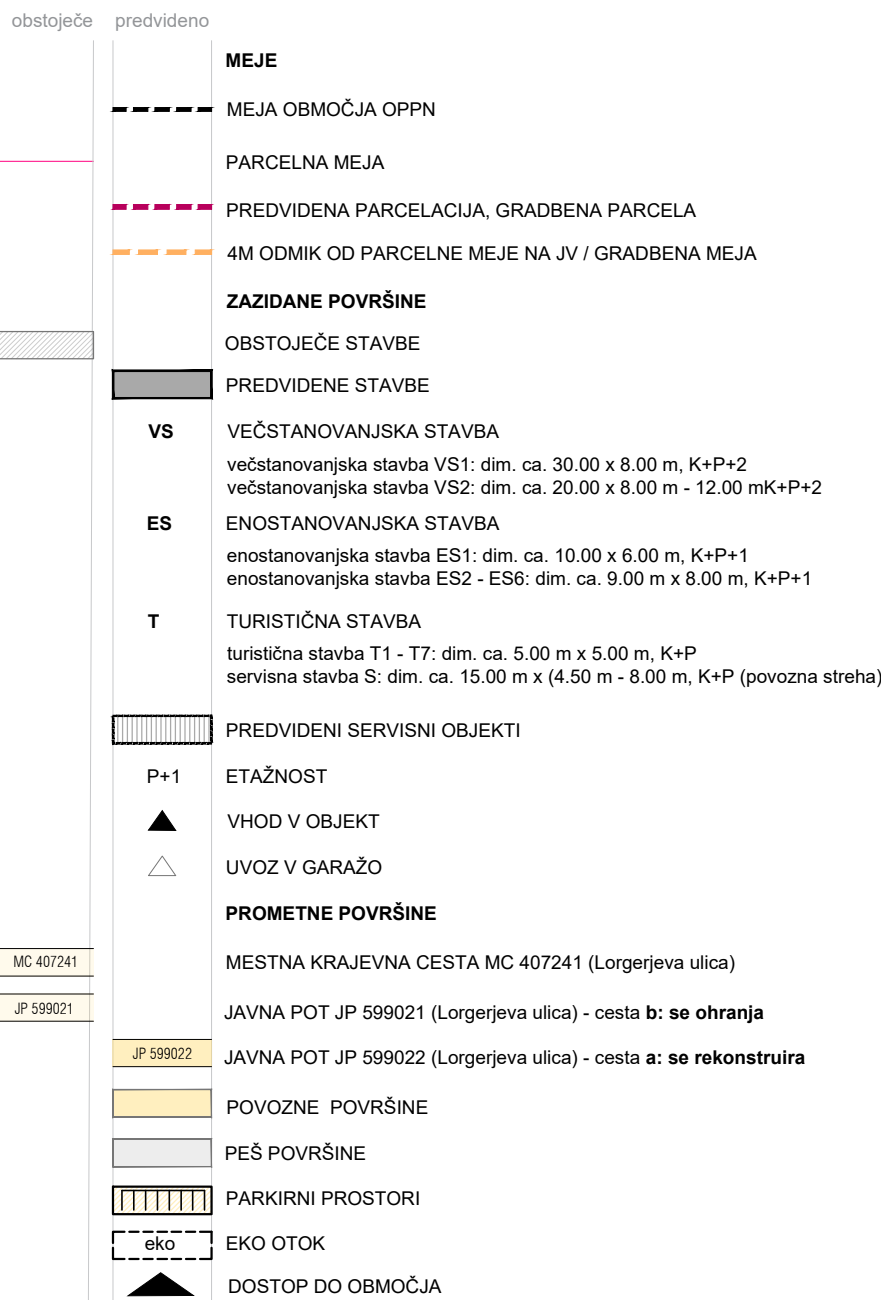 obstoječe predvideno
MEJE
MEJA OBMOČJA OPPN
PARCELNA MEJA
PREDVIDENA PARCELACIJA, GRADBENA PARCELA
4M ODMIK OD PARCELNE MEJE NA JV / GRADBENA MEJA
ZAZIDANE POVRŠINE
OBSTOJEČE STAVBE
PREDVIDENE STAVBE
VS VEČSTANOVANJSKA STAVBA
večstanovanjska stavba VS1: dim. ca. 30.00 x 8.00 m, K+P+2
večstanovanjska stavba VS2: dim. ca. 20.00 x 8.00 m - 12.00 mK+P+2
ES ENOSTANOVANJSKA STAVBA
enostanovanjska stavba ES1: dim. ca. 10.00 x 6.00 m, K+P+1
enostanovanjska stavba ES2 - ES6: dim. ca. 9.00 m x 8.00 m, K+P+1
T TURISTIČNA STAVBA
turistična stavba T1 - T7: dim. ca. 5.00 m x 5.00 m, K+P
servisna stavba S: dim. ca. 15.00 m x (4.50 m - 8.00 m, K+P (povozna streha)
PREDVIDENI SERVISNI OBJEKTI
P+1 ETAŽNOST
VHOD V OBJEKT
UVOZ V GARAŽO
PROMETNE POVRŠINE
MC 407241 MESTNA KRAJEVNA CESTA MC 407241 (Lorgerjeva ulica)
JP 599021 JAVNA POT JP 599021 (Lorgerjeva ulica) - cesta b: se ohranja
JP 599022 JAVNA POT JP 599022 (Lorgerjeva ulica) - cesta a: se rekonstruira
POVOZNE POVRŠINE
PEŠ POVRŠINE
PARKIRNI PROSTORI
eko EKO OTOK
DOSTOP DO OBMOČJA